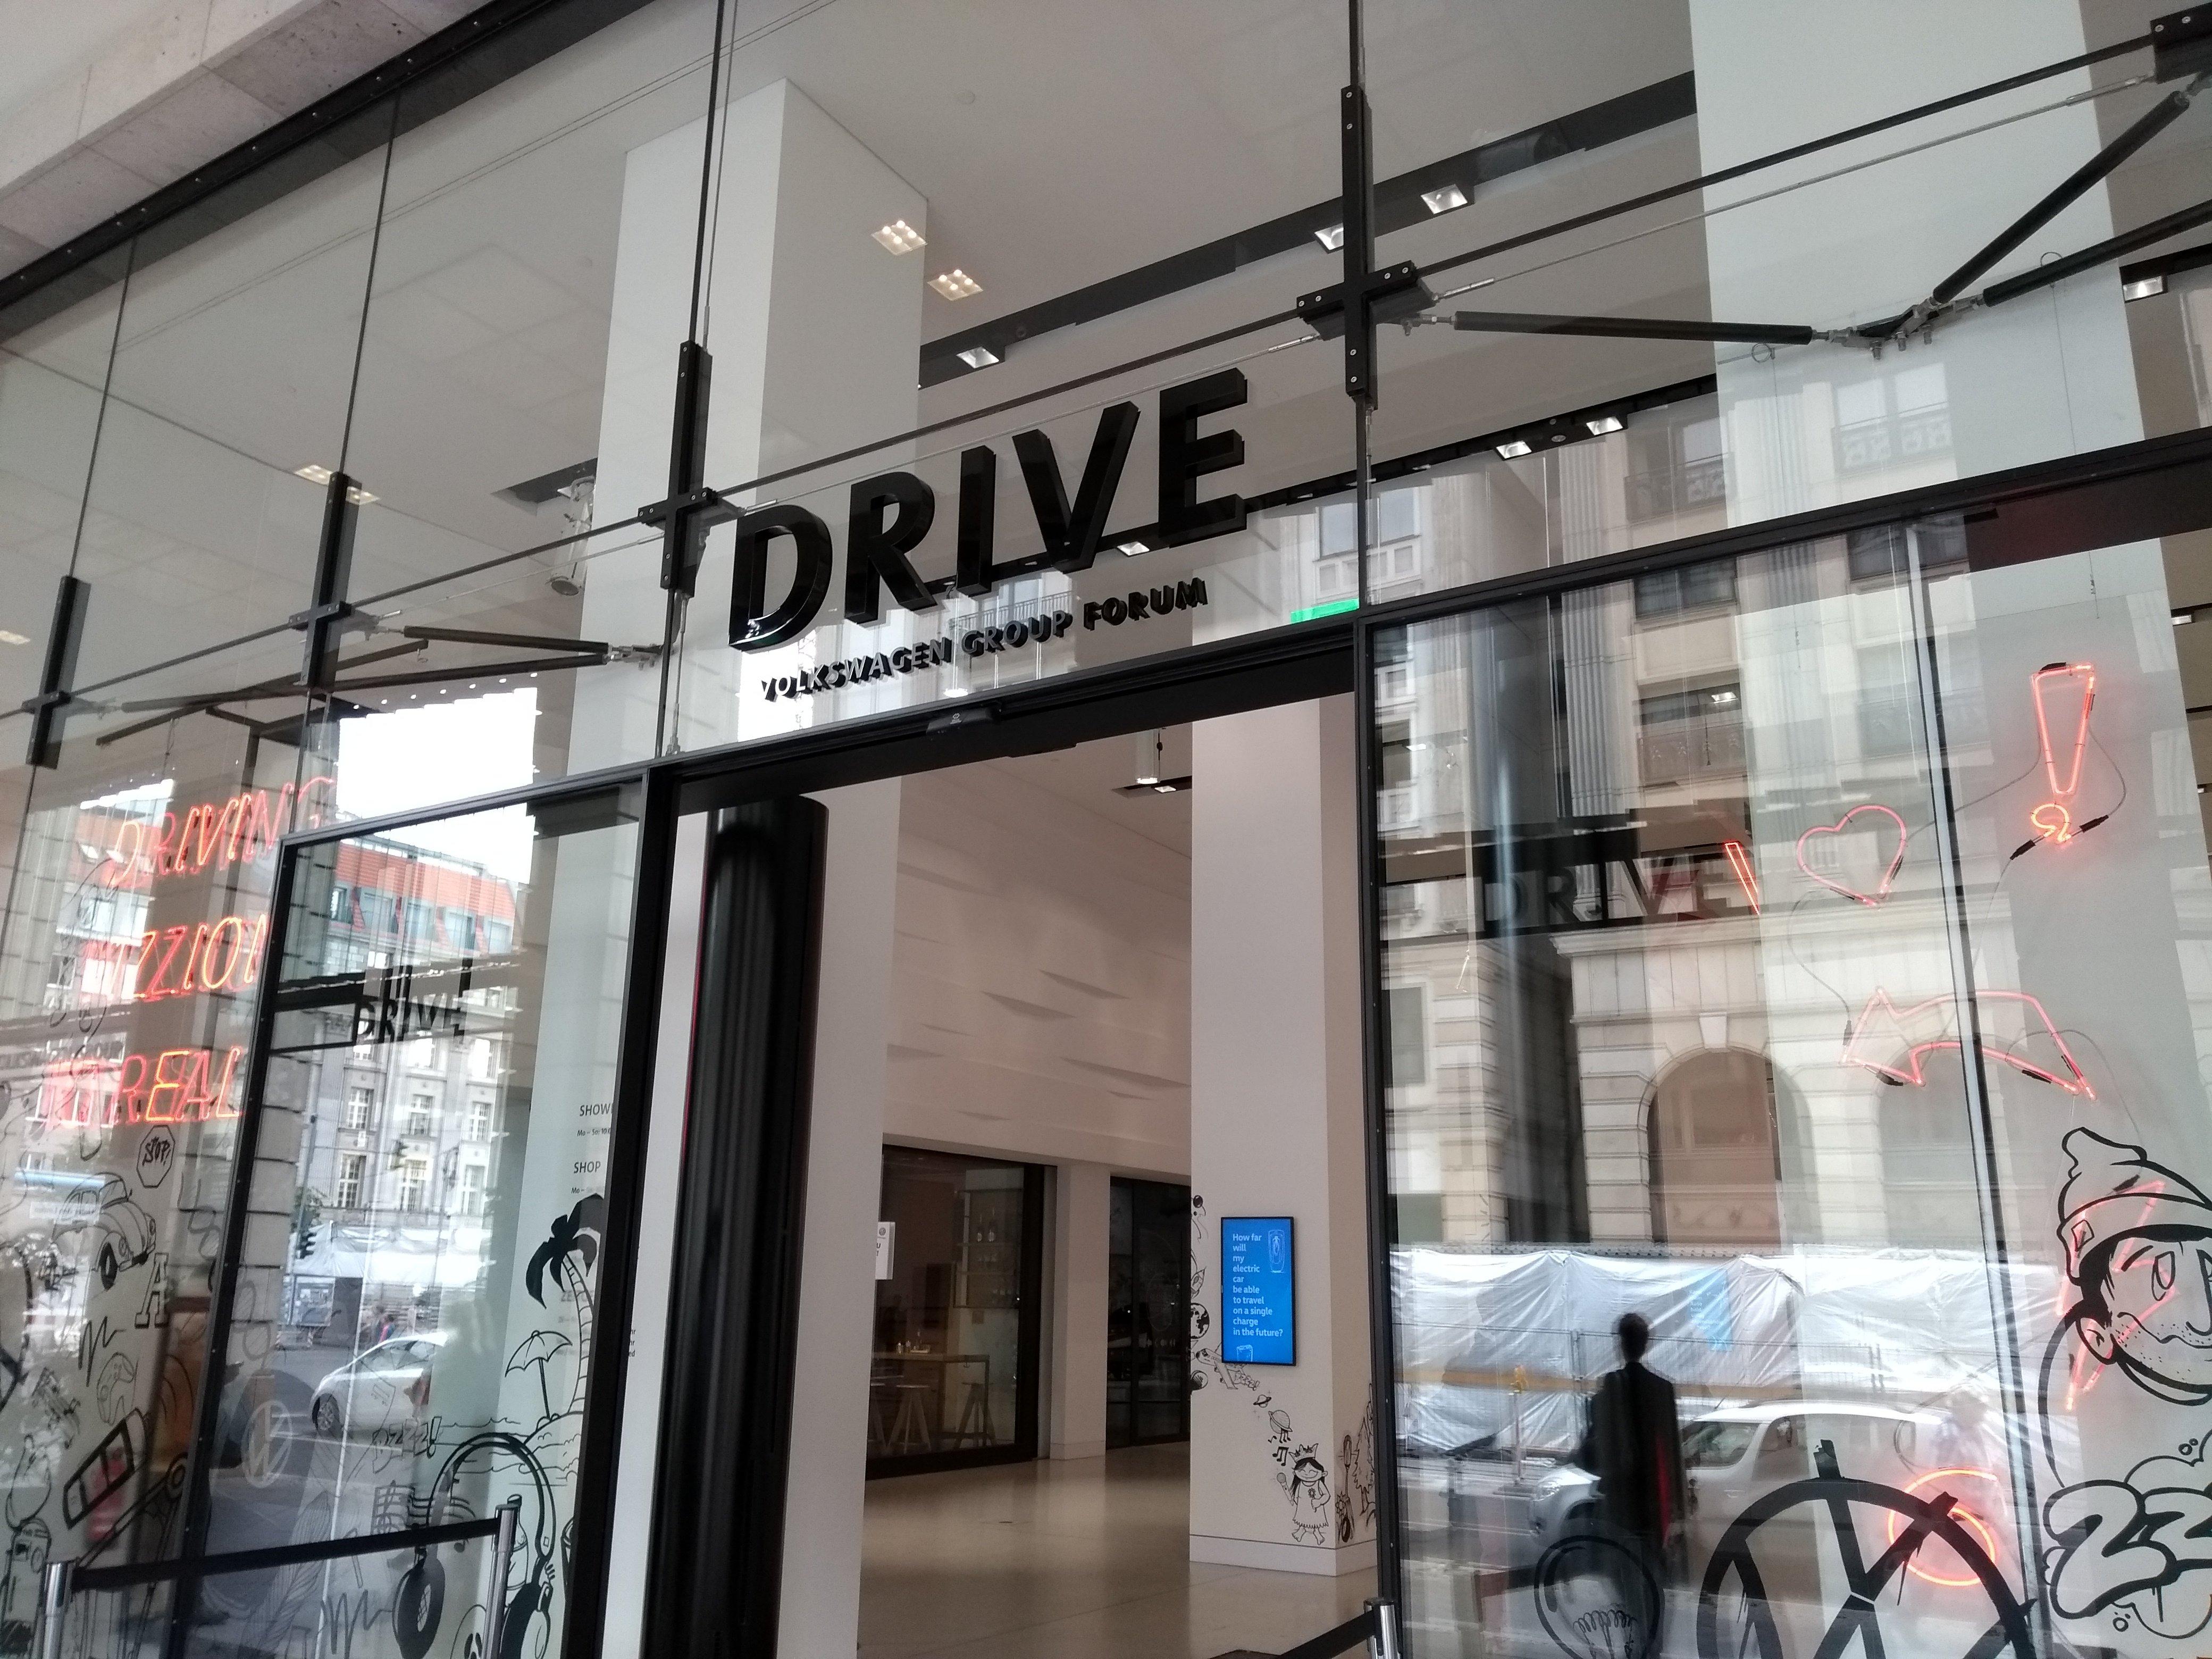 DRIVE
VOLKSWAGEN GROUP FORUM
DRIVING
REAL
STOP
DRIVE
DRIVE
SHOP
A
How far
will
my
electric
car
be able
to travel
on a single
charge
in the future?
!